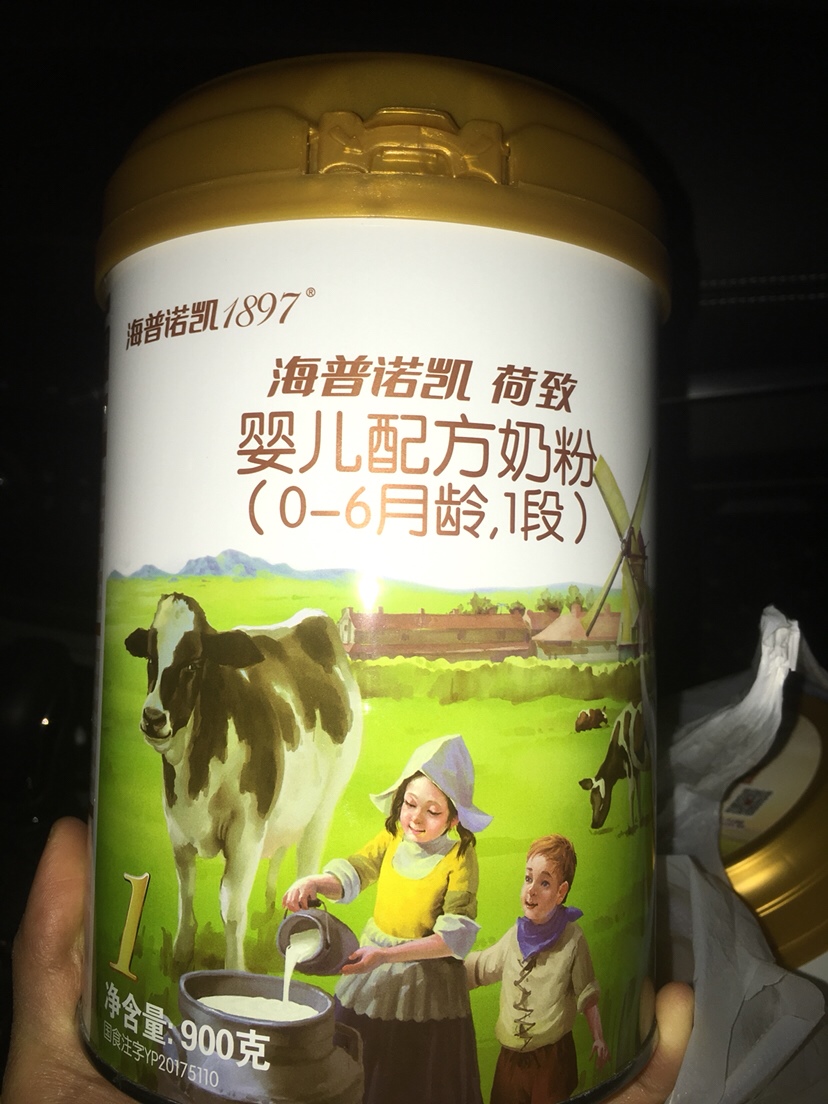 海普诺凯1897®
海普诺凯 荷致
婴儿配方奶粉
(0-6月龄,1段)
1
净含量:900克
国食注字YP20175110